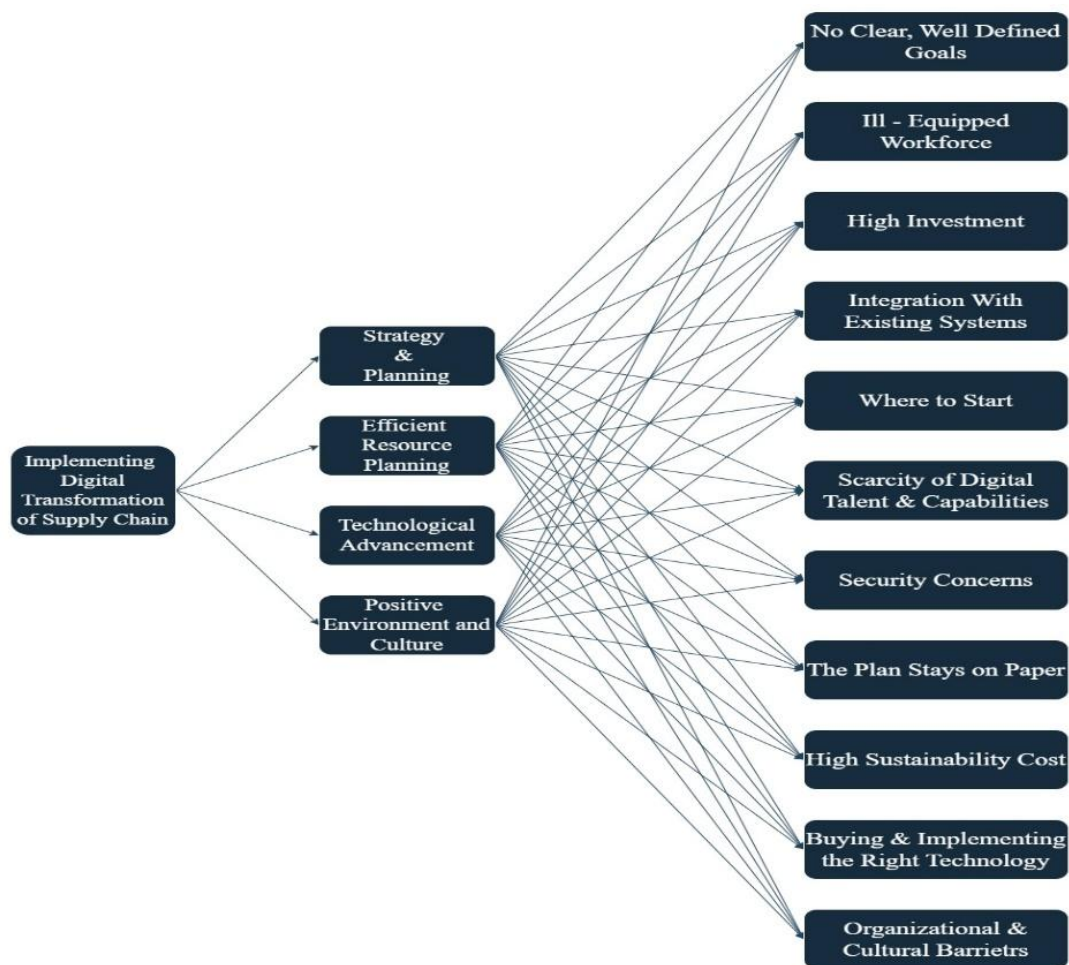 Implementing
Digital
Transformation
of Supply Chain
Strategy
&
Planning
Efficient
Resource
Planning
Technological
Advancement
Positive
Environment and
Culture
No Clear, Well Defined
Goals
Ill - Equipped
Workforce
High Investment
Integration With
Existing Systems
Where to Start
Scarcity of Digital
Talent & Capabilities
Security Concerns
The Plan Stays on Paper
High Sustainability Cost
Buying & Implementing
the Right Technology
Organizational &
Cultural Barrietrs